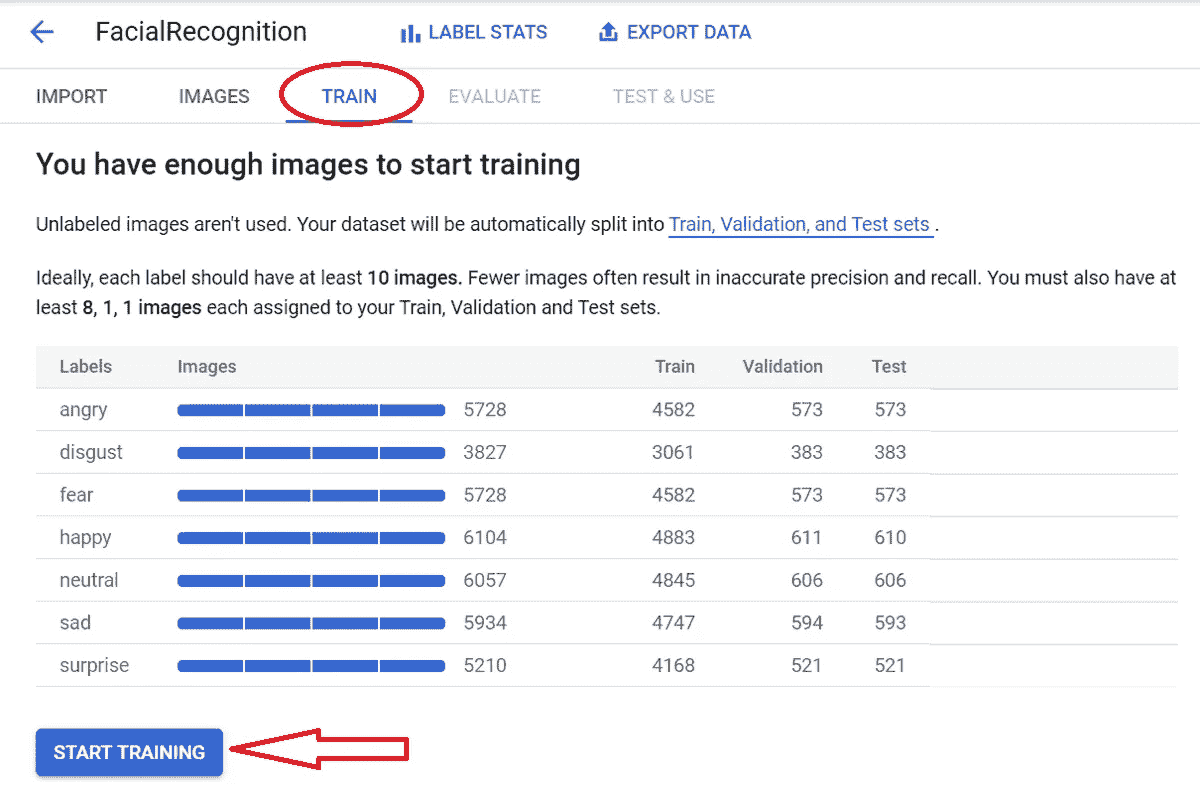 FacialRecognition LABEL STATS EXPORT DATA
IMPORT IMAGES TRAIN EVALUATE TEST & USE
You have enough images to start training
Unlabeled images aren't used. Your dataset will be automatically split into Train, Validation, and Test sets .
Ideally, each label should have at least 10 images. Fewer images often result in inaccurate precision and recall. You must also have at
least 8, 1, 1 images each assigned to your Train, Validation and Test sets.
Labels Images Train Validation Test
angry 5728 4582 573 573
disgust 3827 3061 383 383
fear 5728 4582 573 573
happy 6104 4883 611 610
neutral 6057 4845 606 606
sad 5934 4747 594 593
surprise 5210 4168 521 521
START TRAINING